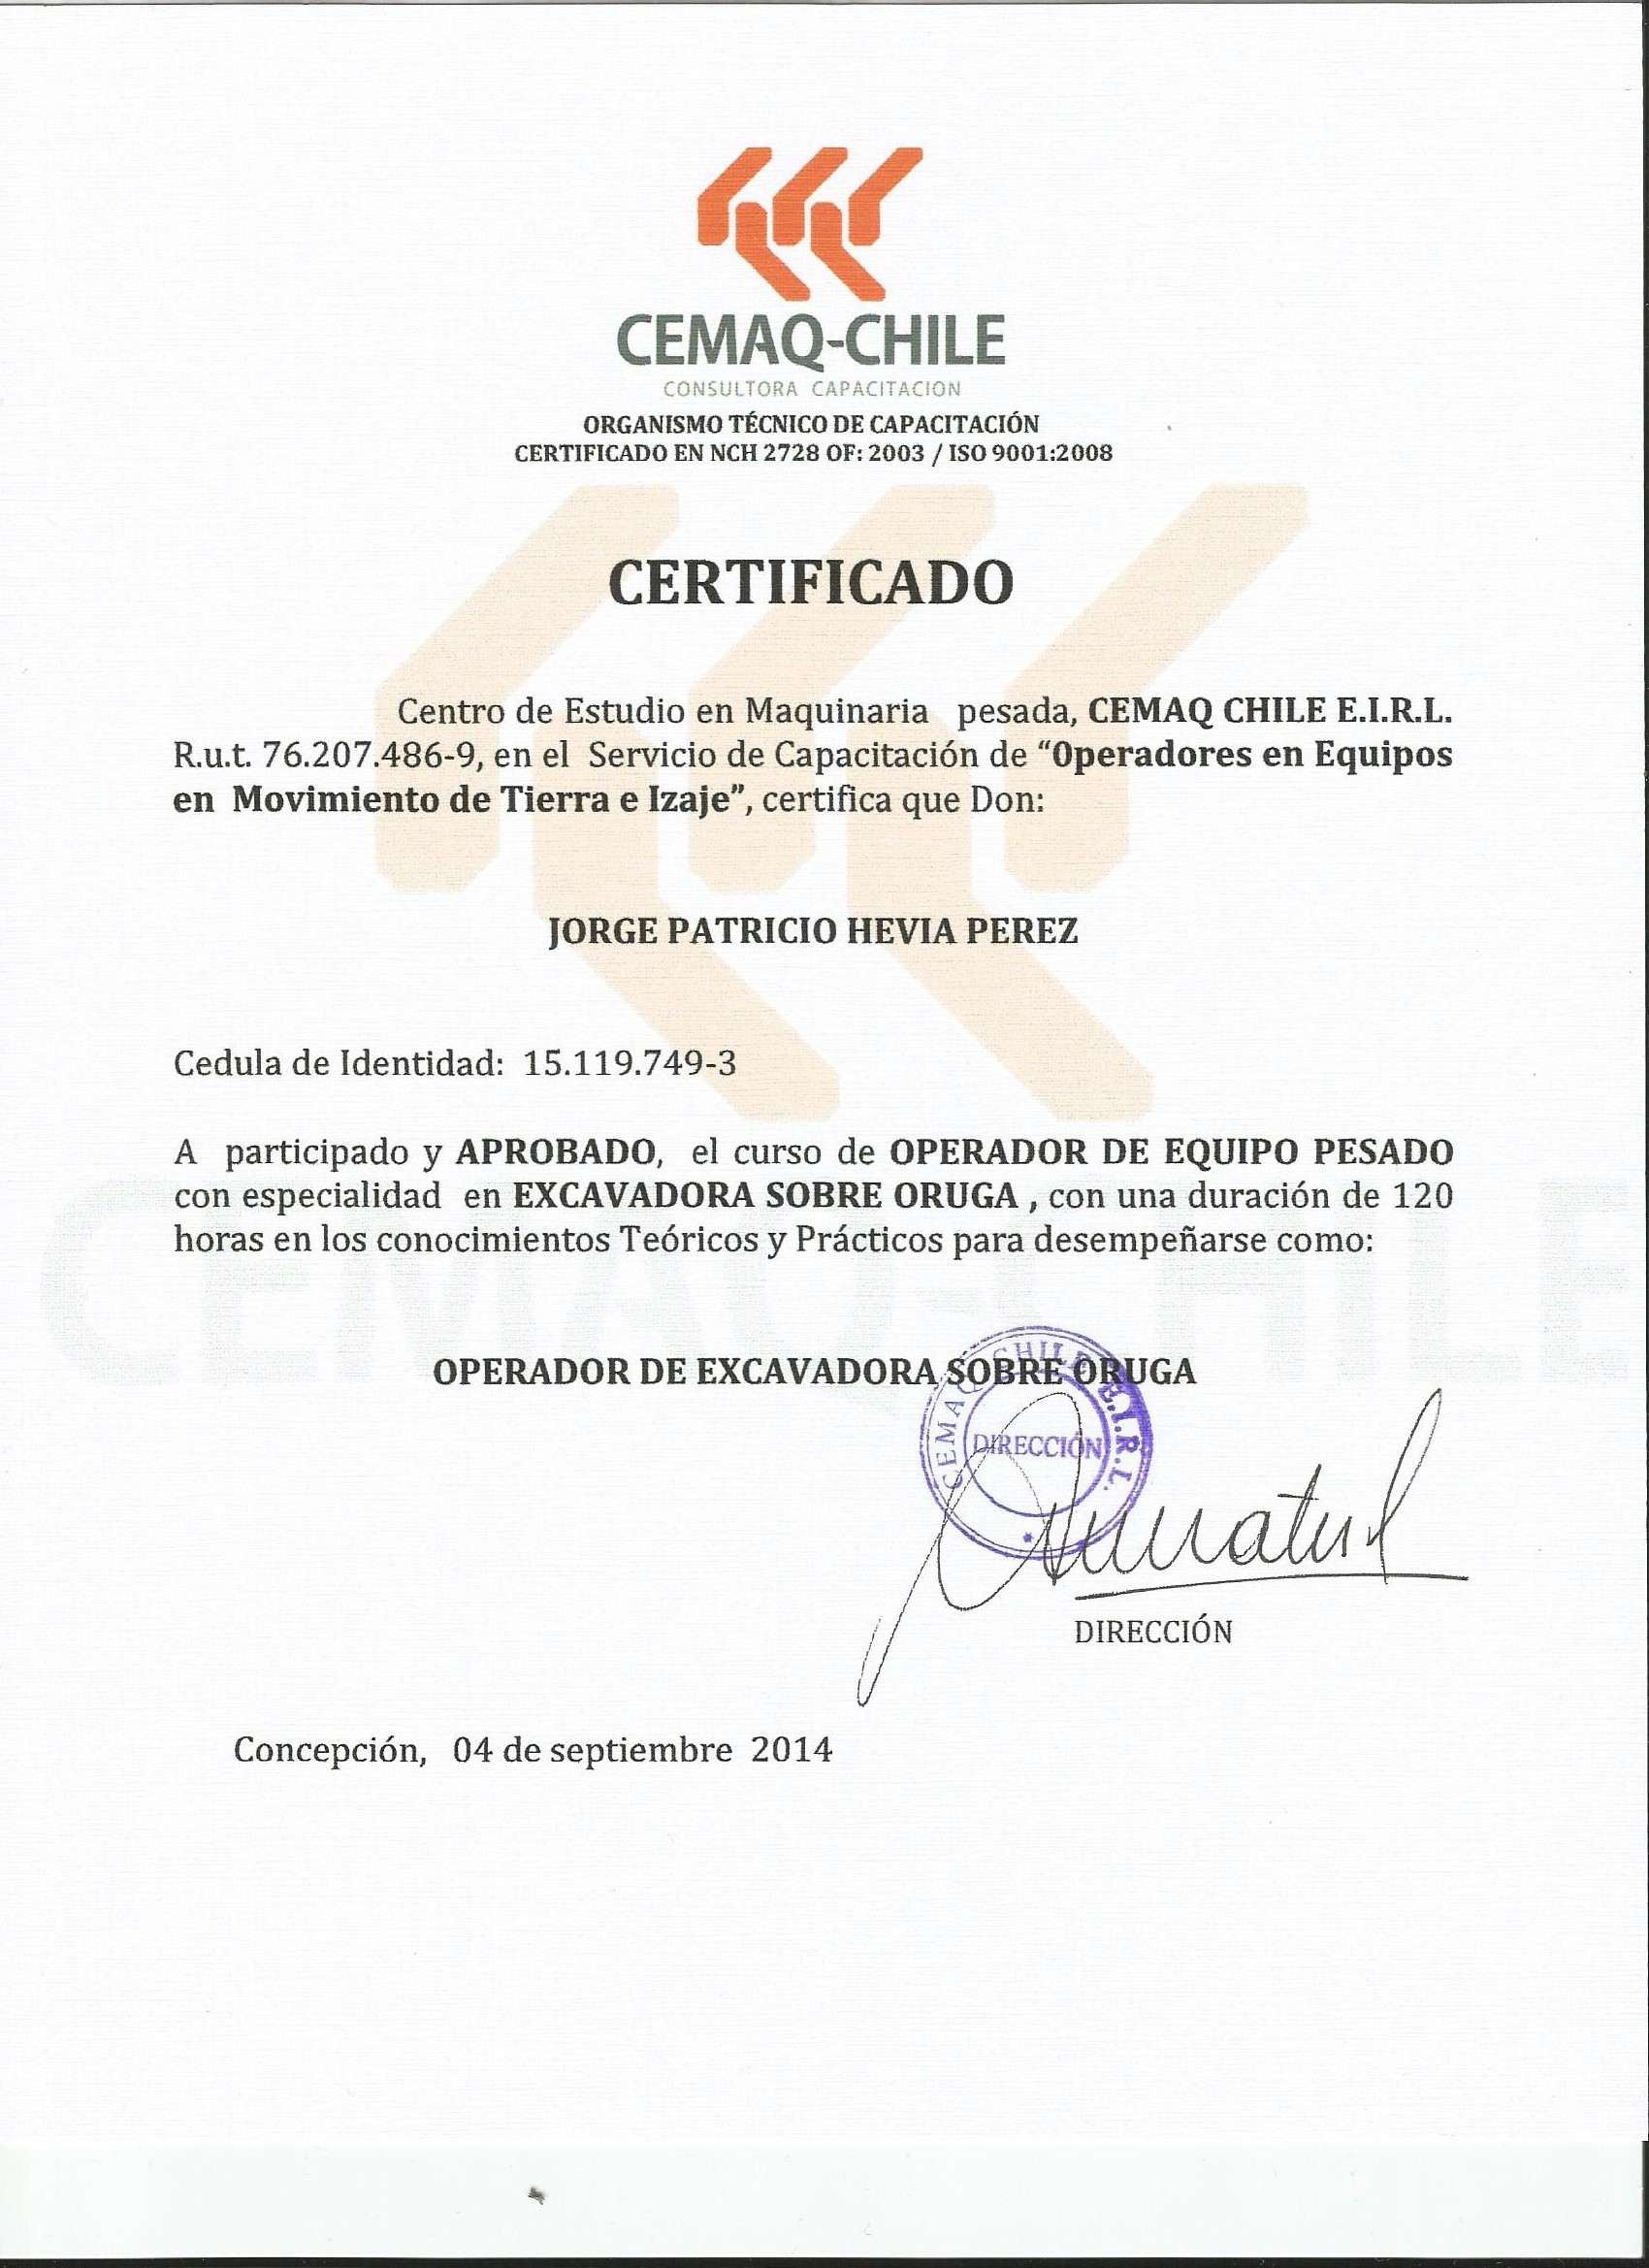 CEMAQ-CHILE
CONSULTORA CAPACITACION
ORGANISMO TÉCNICO DE CAPACITACIÓN
CERTIFICADO EN NCH 2728 OF: 2003 / ISO 9001:2008
CERTIFICADO
Centro de Estudio en Maquinaria pesada, CEMAQ CHILE E.I.R.L.
R.u.t. 76.207.486-9, en el Servicio de Capacitación de “Operadores en Equipos
en Movimiento de Tierra e Izaje”, certifica que Don:
JORGE PATRICIO HEVIA PEREZ
Cedula de Identidad: 15.119.749-3
A participado y APROBADO, el curso de OPERADOR DE EQUIPO PESADO
con especialidad en EXCAVADORA SOBRE ORUGA , con una duración de 120
horas en los conocimientos Teóricos y Prácticos para desempeñarse como:
CEMAQ-CHILE
OPERADOR DE EXCAVADORA SOBRE ORUGA
CEMAQ CHILE E.I.R.L.
DIRECCIÓN
DIRECCIÓN
Concepción, 04 de septiembre 2014